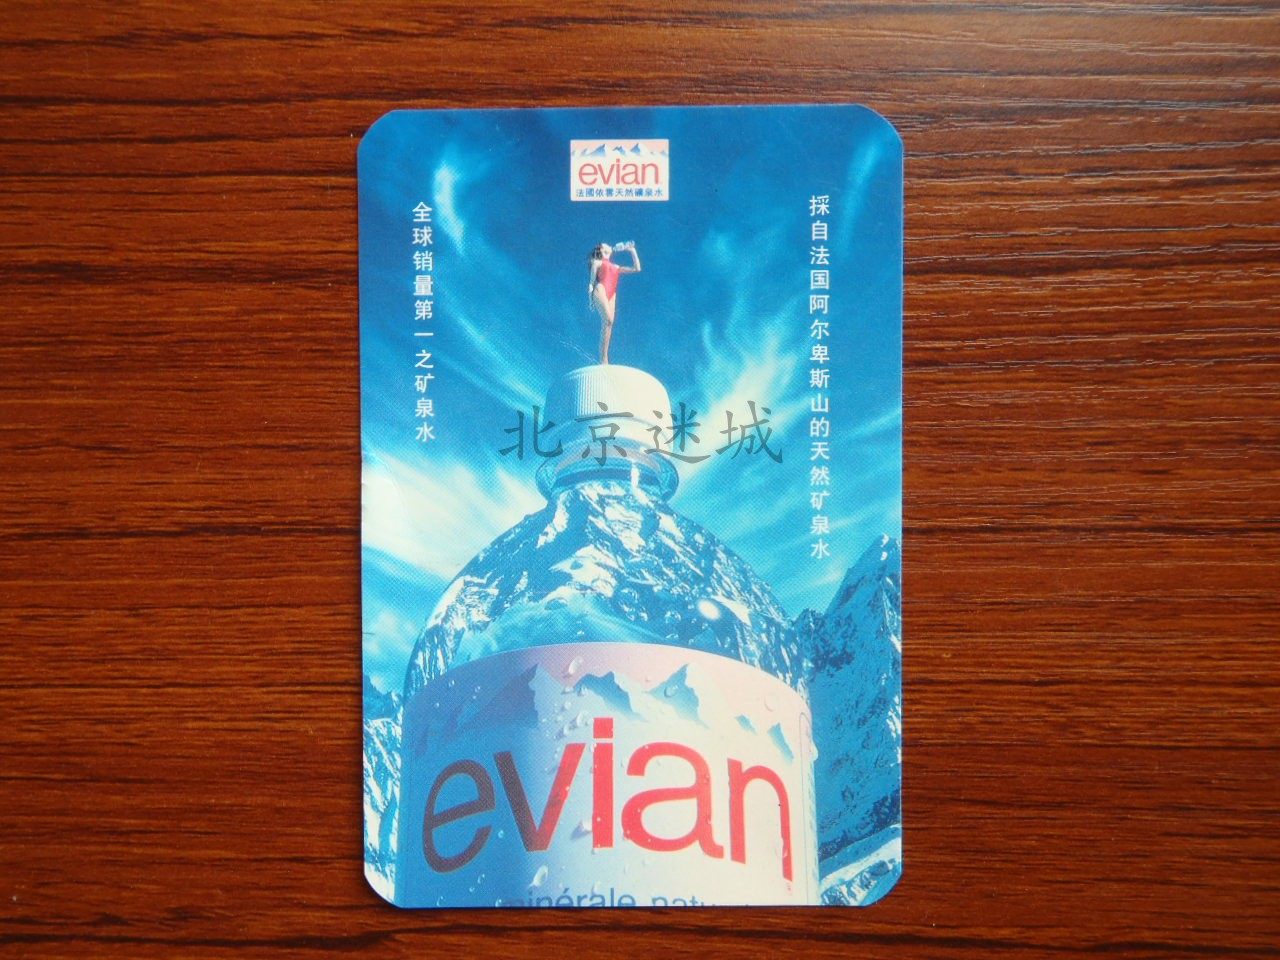 evian
法國依雲天然礦泉水
採自法国阿尔卑斯山的天然矿泉水
全球销量第一之矿泉水
北京迷城
evian
minérale natu